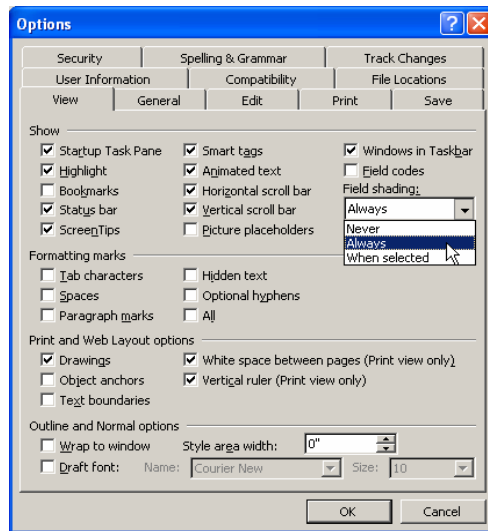 Options
Security Spelling & Grammar Track Changes
User Information Compatibility File Locations
View General Edit Print Save
Show
Startup Task Pane Smart tags Windows in Taskbar
Highlight Animated text Field codes
Bookmarks Horizontal scroll bar Field shading:
Status bar Vertical scroll bar Always
ScreenTips Picture placeholders Never
Always
When selected
Formatting marks
Tab characters Hidden text
Spaces Optional hyphens
Paragraph marks All
Print and Web Layout options
Drawings White space between pages (Print view only)
Object anchors Vertical ruler (Print view only)
Text boundaries
Outline and Normal options
Wrap to window Style area width: 0"
Draft font: Name: Courier New Size: 10
OK Cancel